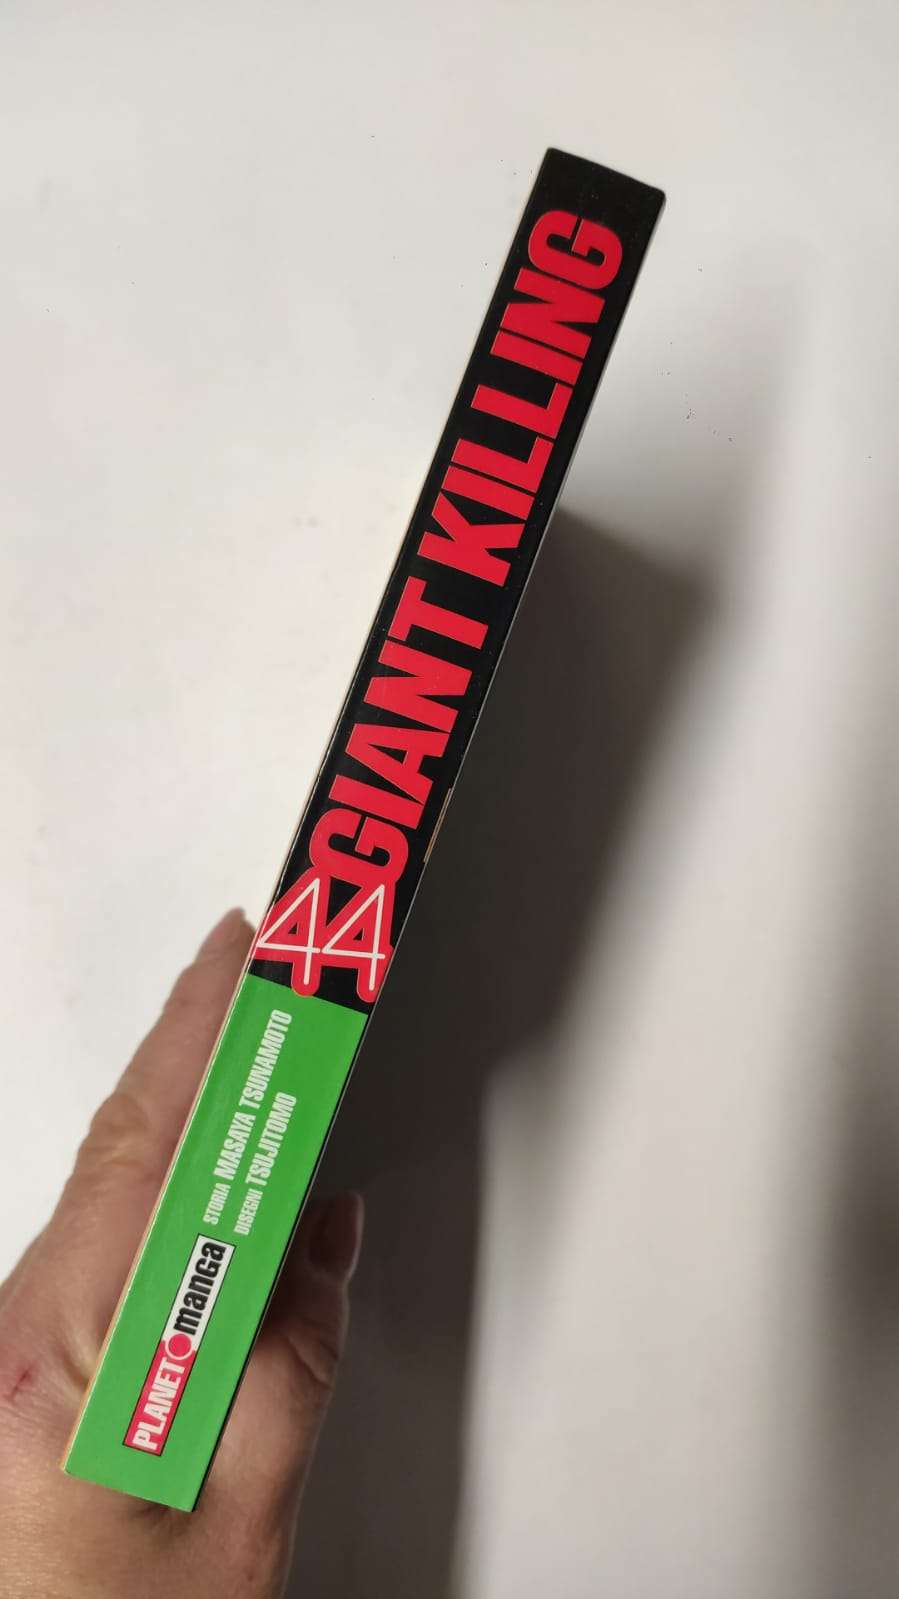 GIANT KILLING
44
STORIA MASAYA TSUNAMOTO
DISEGNI TSUJITOMO
PLANET manga